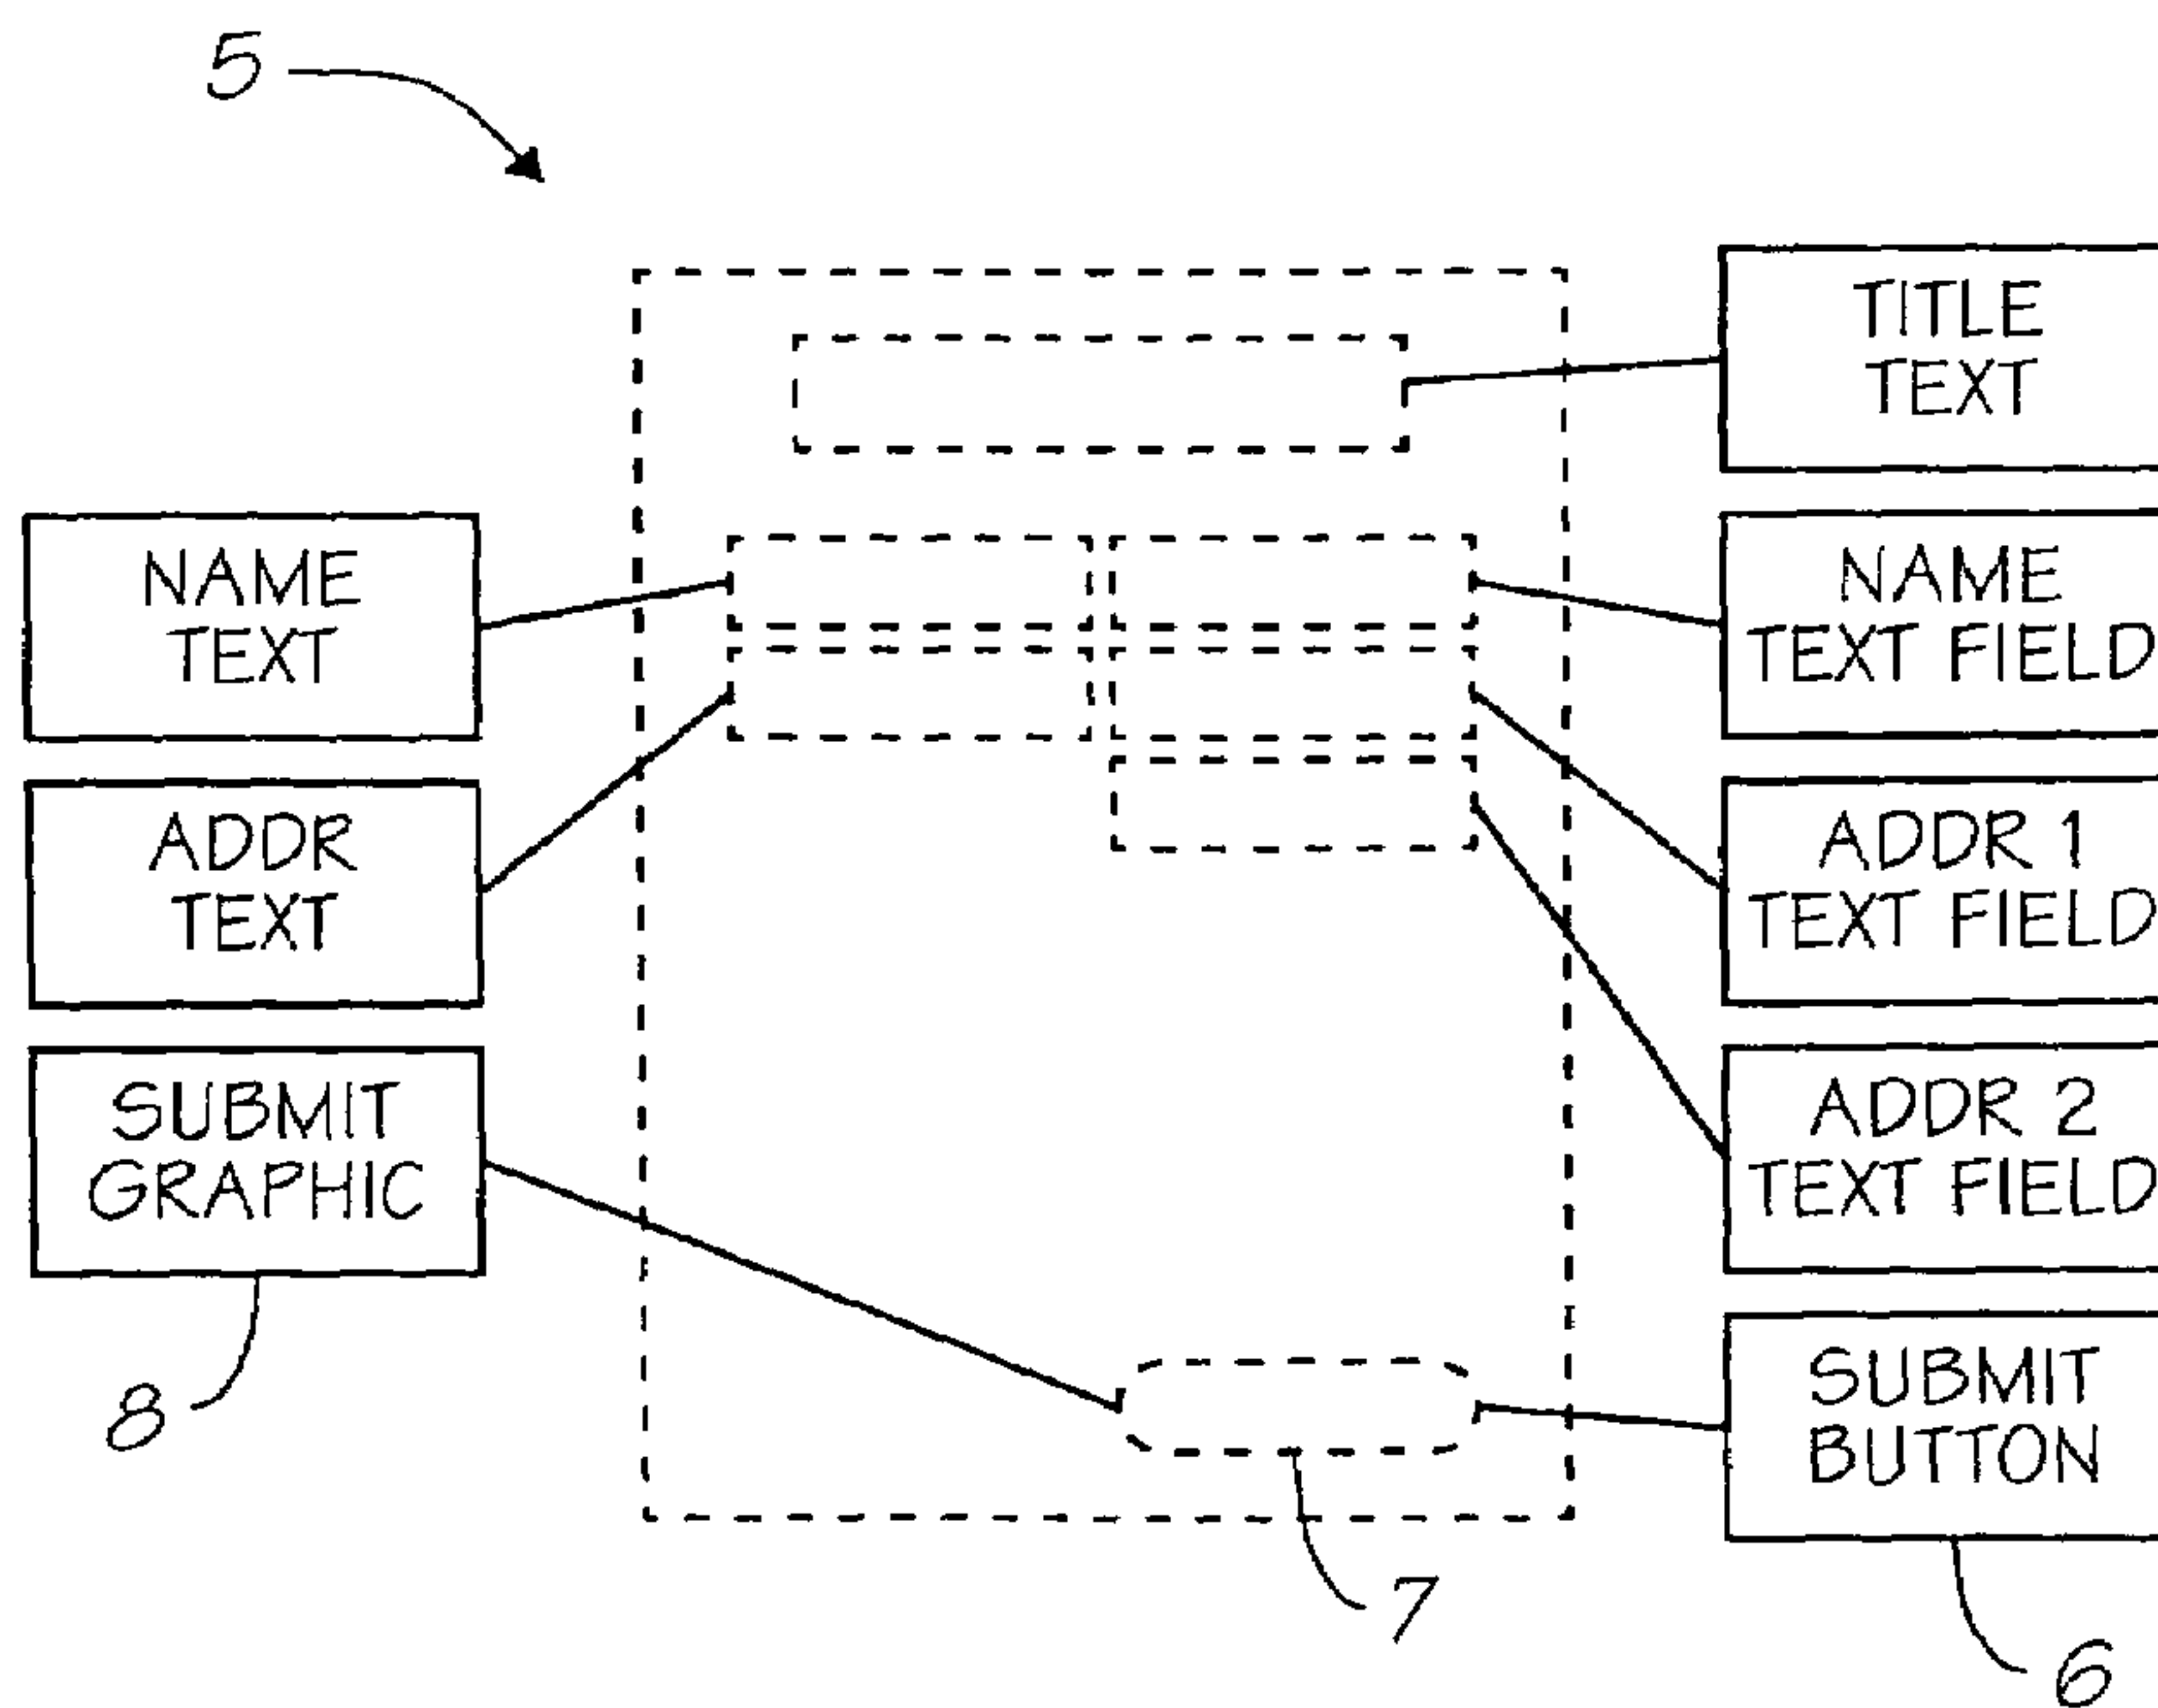 5
TITLE
TEXT
NAME
TEXT
NAME
TEXT FIELD
ADDR
TEXT
ADDR 1
TEXT FIELD
SUBMIT
GRAPHIC
ADDR 2
TEXT FIELD
SUBMIT
BUTTON
8
7
6